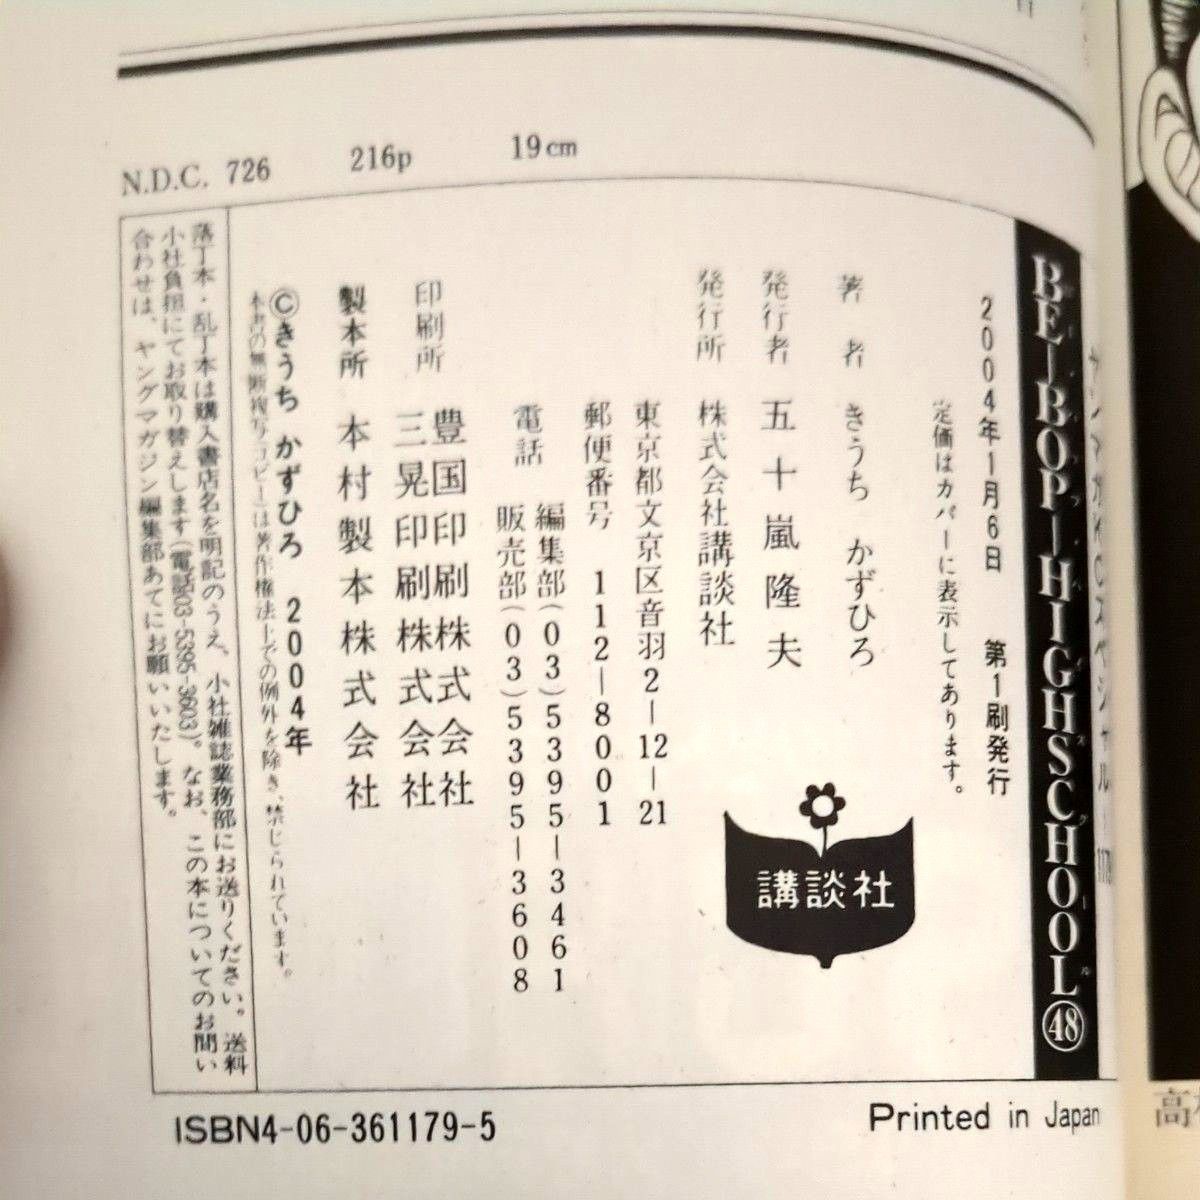 N.D.C. 726 216p 19cm
BE-BOP-HIGHSCHOOL㊽
2004年1月6日 第1刷発行
定価はカバーに表示してあります。
著者 きうち かずひろ
発行者 五十嵐隆夫
発行所 株式会社講談社
東京都文京区音羽2-12-21
郵便番号 112-8001
電話 編集部(03)5395-3461
販売部(03)5395-3608
印刷所 豊国印刷株式会社
三晃印刷株式会社
製本所 本村製本株式会社
©きうち かずひろ 2004年
本書の無断複写(コピー)は著作権法上での例外を除き、禁じられています。
落丁本・乱丁本は購入書店名を明記のうえ、小社雑誌業務部にお送りください。送料
小社負担にてお取り替えします(電話03-5395-3603)。なお、この本についてのお問い
合わせは、ヤングマガジン編集部あてにお願いいたします。
講談社
ISBN4-06-361179-5
Printed in Japan